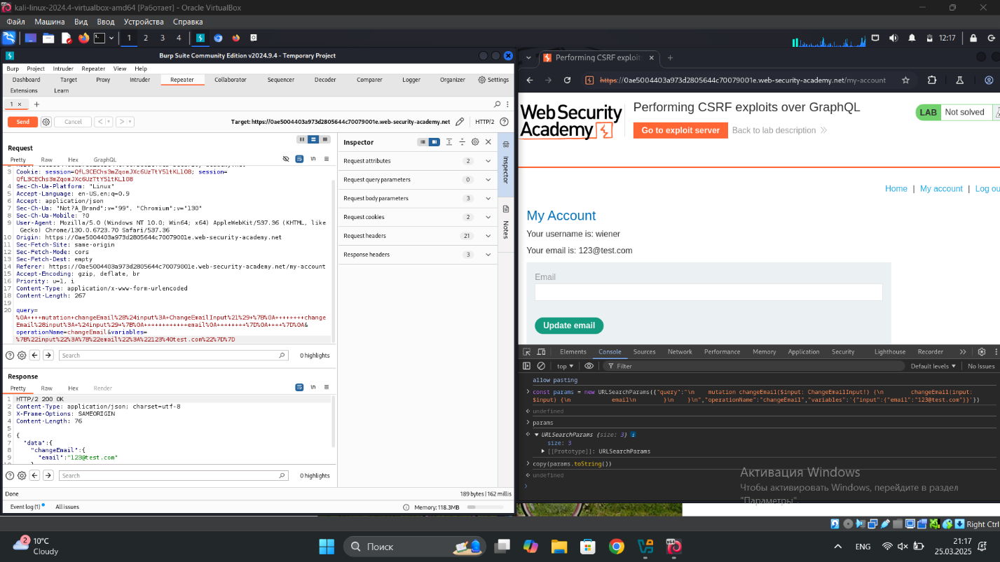 kali-linux-2024.4-virtualbox-amd64 [Работает] - Oracle VirtualBox
Файл Машина Вид Ввод Устройства Справка
1 2 3 4
12:17
Burp Suite Community Edition v2024.9.4 - Temporary Project
Burp Project Intruder Repeater View Help
Dashboard Target Proxy Intruder Repeater Collaborator Sequencer Decoder Comparer Logger Organizer Settings
Extensions Learn
1 × +
Send Cancel Target: https://0ae5004403a973d2805644c70079001e.web-security-academy.net HTTP/2
Request
Pretty Raw Hex GraphQL \n
3 Cookie: session=QfL3CEChs3mZqomJXc6UzTtY51tKLl08; session=
QfL3CEChs3mZqomJXc6UzTtY51tKLl08
4 Sec-Ch-Ua-Platform: "Linux"
5 Accept-Language: en-US,en;q=0.9
6 Accept: application/json
7 Sec-Ch-Ua: "Not?A_Brand";v="99", "Chromium";v="130"
8 Sec-Ch-Ua-Mobile: ?0
9 User-Agent: Mozilla/5.0 (Windows NT 10.0; Win64; x64) AppleWebKit/537.36 (KHTML, like
Gecko) Chrome/130.0.6723.70 Safari/537.36
10 Origin: https://0ae5004403a973d2805644c70079001e.web-security-academy.net
11 Sec-Fetch-Site: same-origin
12 Sec-Fetch-Mode: cors
13 Sec-Fetch-Dest: empty
14 Referer: https://0ae5004403a973d2805644c70079001e.web-security-academy.net/my-account
15 Accept-Encoding: gzip, deflate, br
16 Priority: u=1, i
17 Content-Type: application/x-www-form-urlencoded
18 Content-Length: 267
19
20 query=
%0A++++mutation+changeEmail%28%24input%3A+ChangeEmailInput%21%29+%7B%0A++++++++change
Email%28input%3A+%24input%29+%7B%0A++++++++++++email%0A++++++++%7D%0A++++%7D%0A&
operationName=changeEmail&variables=
%7B%22input%22%3A%7B%22email%22%3A%22123%40test.com%22%7D%7D
Search 0 highlights
Response
Pretty Raw Hex Render \n
1 HTTP/2 200 OK
2 Content-Type: application/json; charset=utf-8
3 X-Frame-Options: SAMEORIGIN
4 Content-Length: 76
5
6 {
7 "data":{
8 "changeEmail":{
9 "email":"123@test.com"
Search 0 highlights
Done 189 bytes | 162 millis
Event log (1) All issues Memory: 118.3MB
Inspector
Request attributes 2
Request query parameters 0
Request body parameters 3
Request cookies 2
Request headers 21
Response headers 3
Inspector
Notes
Performing CSRF exploit × +
https://0ae5004403a973d2805644c70079001e.web-security-academy.net/my-account
Web Security
Academy
Performing CSRF exploits over GraphQL
LAB Not solved
Go to exploit server Back to lab description
Home | My account | Log ou
My Account
Your username is: wiener
Your email is: 123@test.com
Email
Update email
Elements Console Sources Network Performance Memory Application Security Lighthouse Recorder
top Filter Default levels No Issues
allow pasting
const params = new URLSearchParams({"query":"\n    mutation changeEmail($input: ChangeEmailInput!) {\n        changeEmail(input:
$input) {\n            email\n        }\n    }\n","operationName":"changeEmail","variables":'{"input":{"email":"123@test.com"}}'})
undefined
params
URLSearchParams {size: 3} i
size: 3
[[Prototype]]: URLSearchParams
copy(params.toString())
undefined
Активация Windows
Чтобы активировать Windows, перейдите в раздел
"Параметры".
Right Ctrl
2 10°C
Cloudy
Поиск
ENG
21:17
25.03.2025